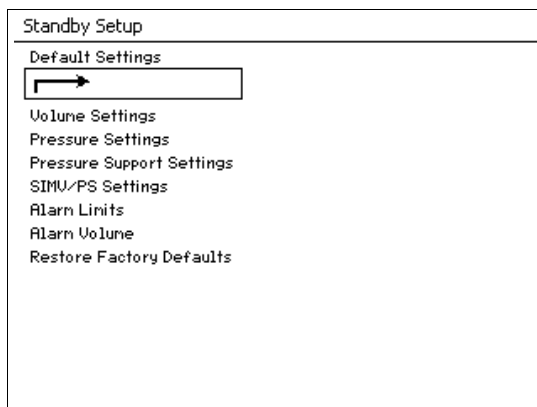 Standby Setup
Default Settings
Volume Settings
Pressure Settings
Pressure Support Settings
SIMV/PS Settings
Alarm Limits
Alarm Volume
Restore Factory Defaults